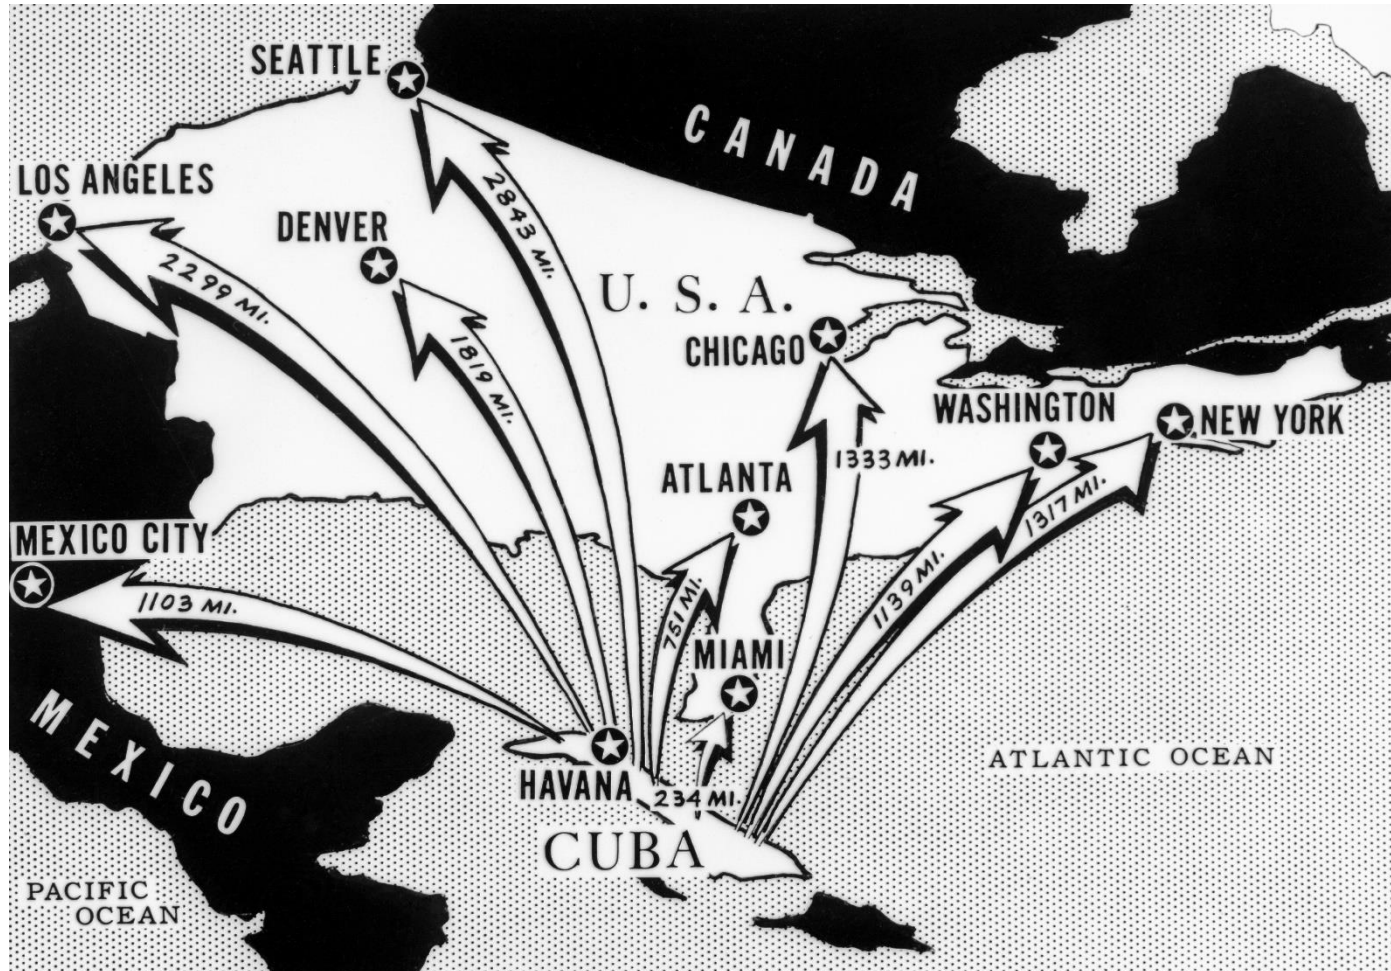 SEATTLE
CANADA
LOS ANGELES
2843 MI.
DENVER
2299 MI.
U. S. A.
CHICAGO
1819 MI.
WASHINGTON
NEW YORK
1333 MI.
ATLANTA
1317 MI.
MEXICO CITY
1139 MI.
1103 MI.
751 MI.
MIAMI
MEXICO
HAVANA
234 MI.
ATLANTIC OCEAN
CUBA
PACIFIC
OCEAN